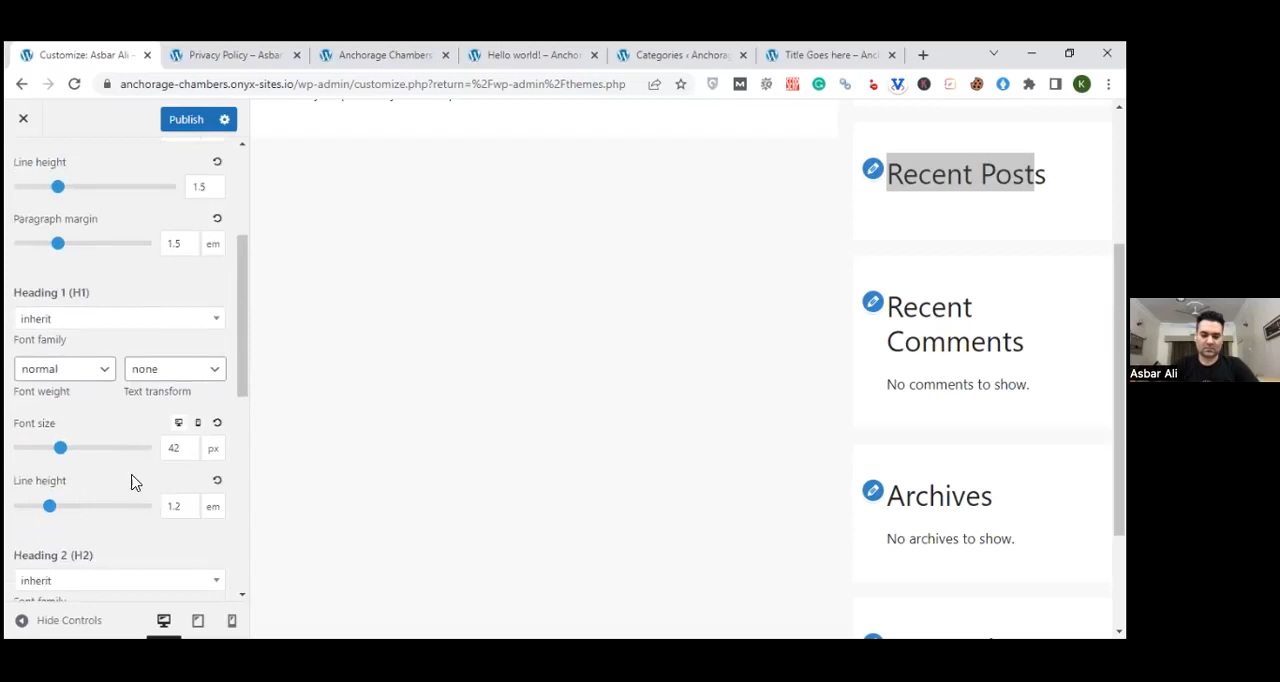 Customize: Asbar Ali –
Privacy Policy – Asbar
Anchorage Chambers
Hello world! – Anchor
Categories ‹ Anchorag
Title Goes here – Anch
anchorage-chambers.onyx-sites.io/wp-admin/customize.php?return=%2Fwp-admin%2Fthemes.php
K
Publish
Line height
1.5
Paragraph margin
1.5 em
Heading 1 (H1)
inherit
Font family
normal none
Font weight Text transform
Font size
42 px
Line height
1.2 em
Heading 2 (H2)
inherit
Font family
Hide Controls
Recent Posts
Recent
Comments
No comments to show.
Archives
No archives to show.
Asbar Ali